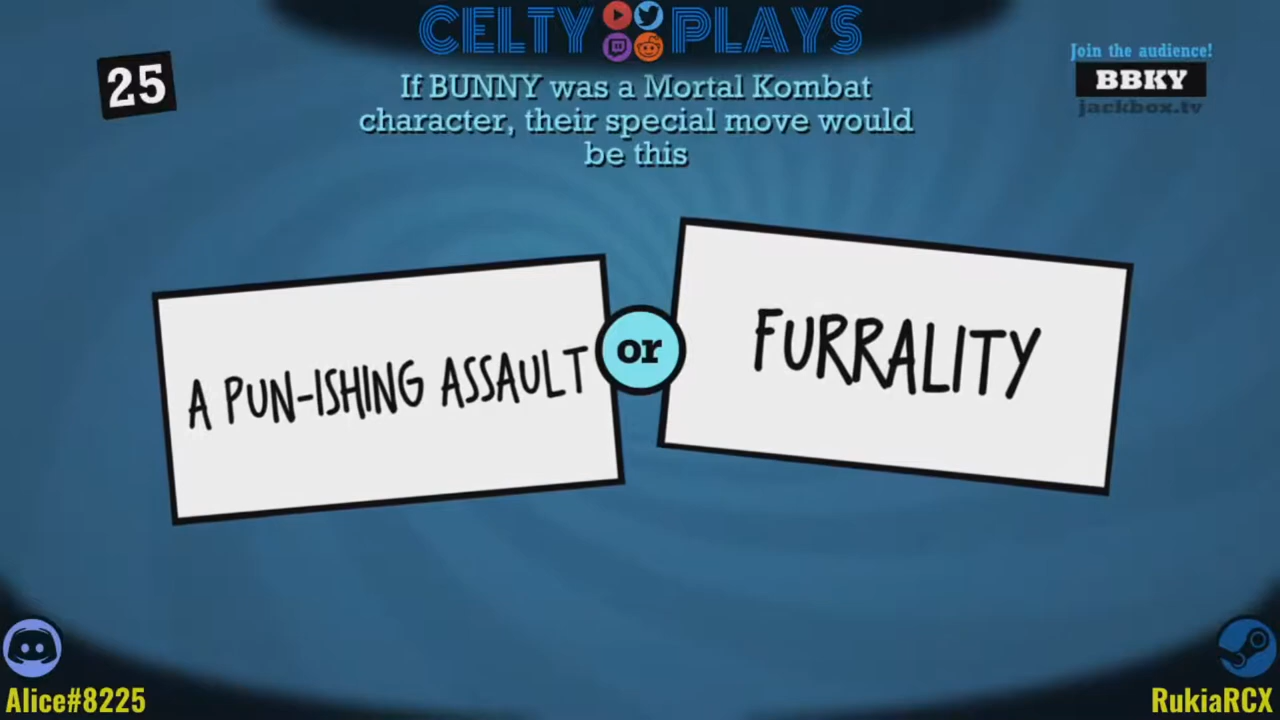 CELTY PLAYS
25
If BUNNY was a Mortal Kombat
character, their special move would
be this
Join the audience!
BBKY
jackbox.tv
A PUN-ISHING ASSAULT
or
FURRALITY
Alice#8225
RukiaRCX